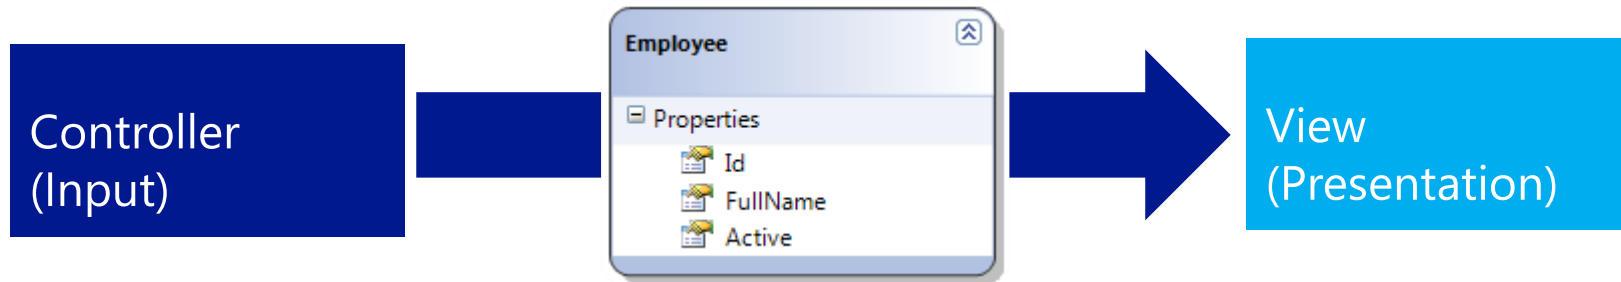 Controller
(Input)
Employee
Properties
Id
FullName
Active
View
(Presentation)